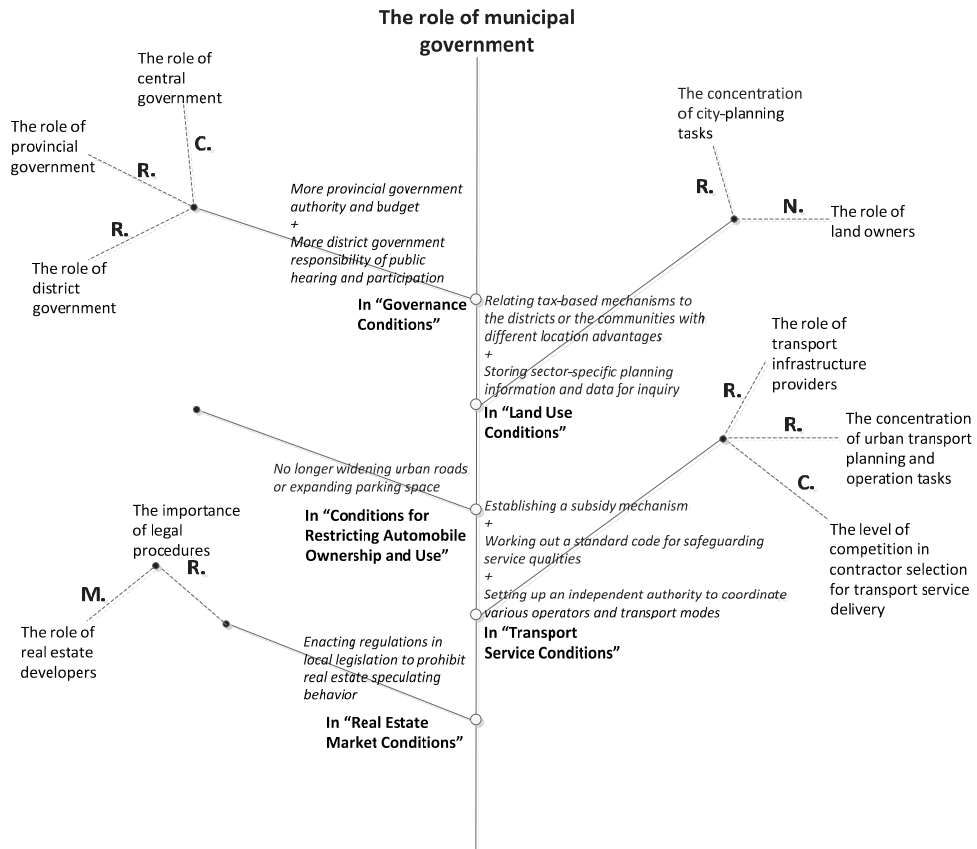 The role of municipal
government
The role of
central
government
The role of
provincial
government
C.
R.
R.
The role of
district
government
More provincial government
authority and budget
+
More district government
responsibility of public
hearing and participation
In “Governance
Conditions”
The concentration
of city-planning
tasks
R.
N.
The role of
land owners
Relating tax-based mechanisms to
the districts or the communities with
different location advantages
+
Storing sector-specific planning
information and data for inquiry
In “Land Use
Conditions”
The role of
transport
infrastructure
providers
R.
R.
The concentration
of urban transport
planning and
operation tasks
C.
The level of
competition in
contractor selection
for transport service
delivery
No longer widening urban roads
or expanding parking space
In “Conditions for
Restricting Automobile
Ownership and Use”
Establishing a subsidy mechanism
+
Working out a standard code for safeguarding
service qualities
+
Setting up an independent authority to coordinate
various operators and transport modes
In “Transport
Service Conditions”
The importance
of legal
procedures
R.
M.
The role of
real estate
developers
Enacting regulations in
local legislation to prohibit
real estate speculating
behavior
In “Real Estate
Market Conditions”